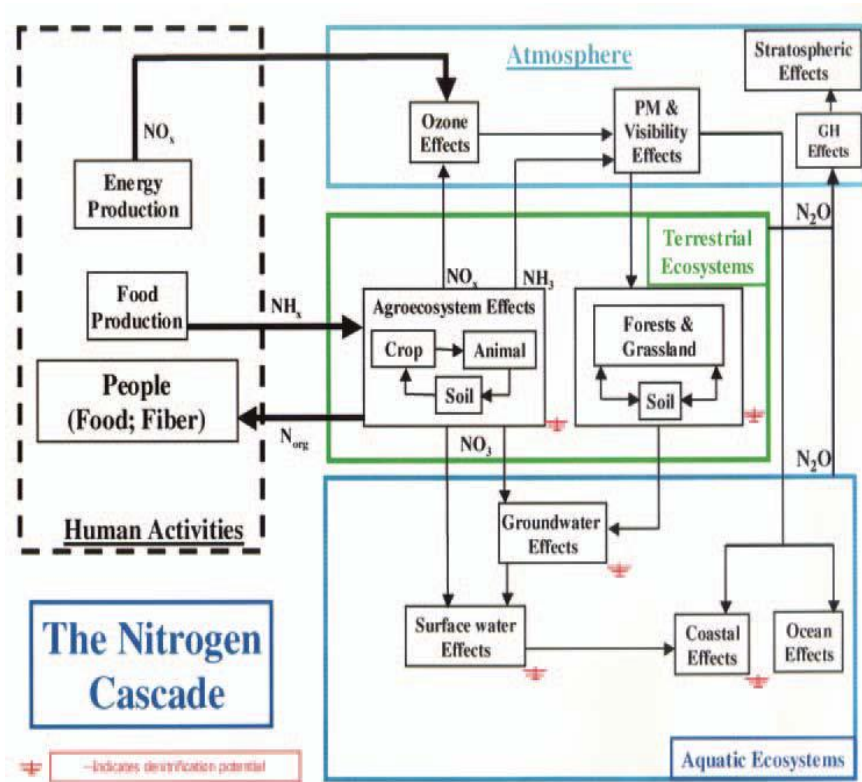 Atmosphere
Stratospheric
Effects
Ozone
Effects
PM &
Visibility
Effects
GH
Effects
NOx
Energy
Production
N2O
Terrestrial
Ecosystems
NOx
NH3
Food
Production
NHx
Agroecosystem Effects
Crop
Animal
Soil
Forests &
Grassland
Soil
People
(Food; Fiber)
Norg
NO3
N2O
Human Activities
Groundwater
Effects
Surface water
Effects
Coastal
Effects
Ocean
Effects
The Nitrogen
Cascade
Aquatic Ecosystems
–Indicates denitrification potential